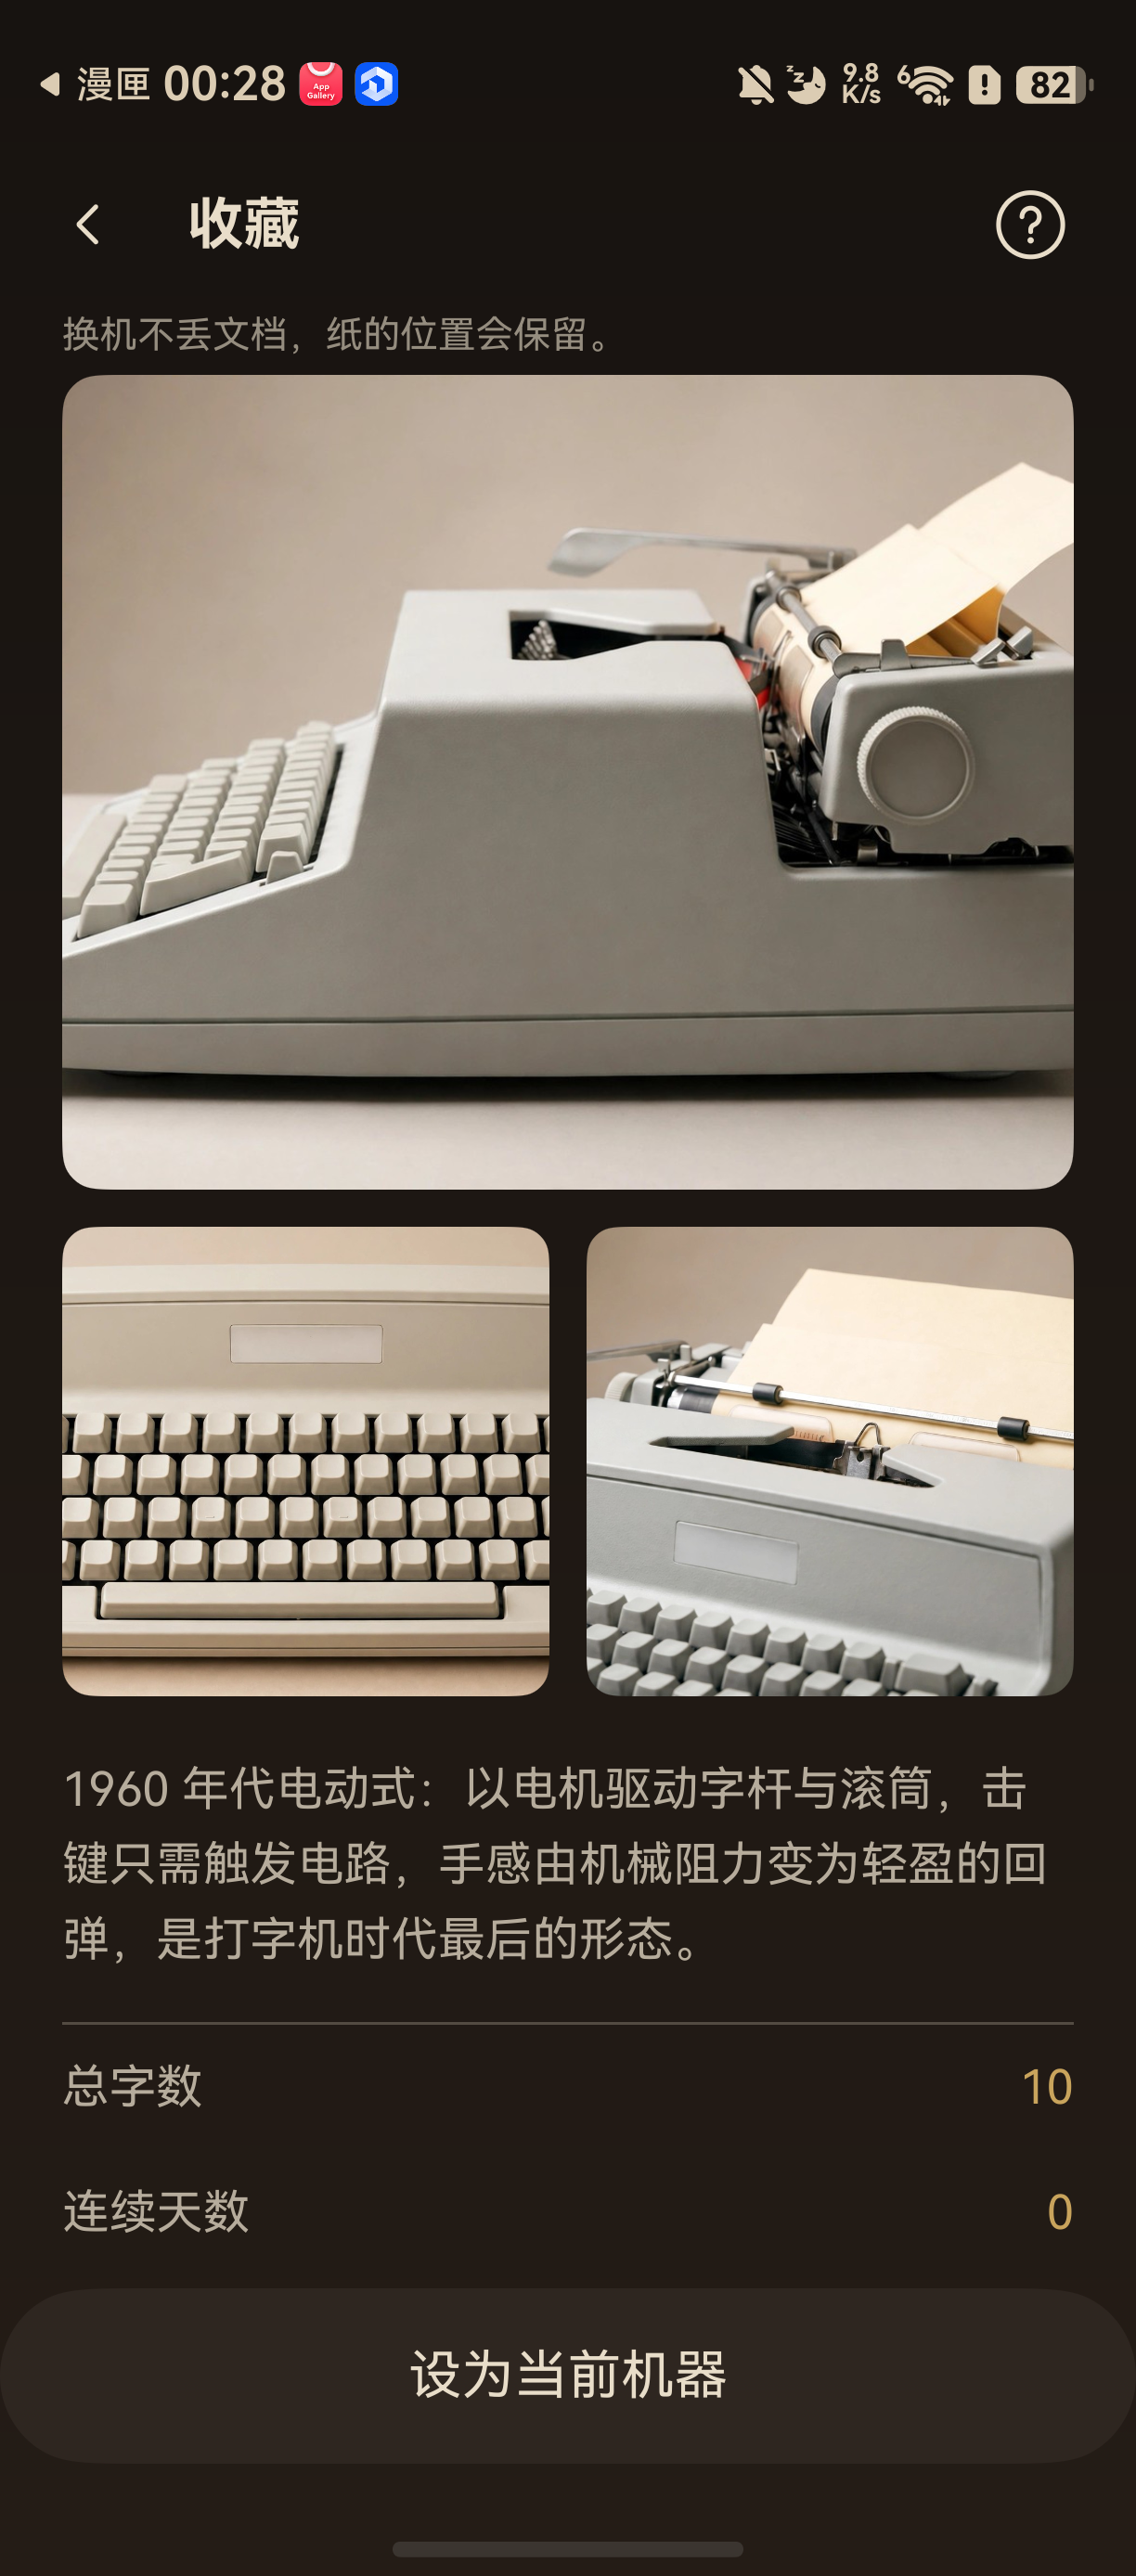 漫匣 00:28
App Gallery
9.8 K/s
6
82
收藏
?
换机不丢文档，纸的位置会保留。
1960 年代电动式：以电机驱动字杆与滚筒，击
键只需触发电路，手感由机械阻力变为轻盈的回
弹，是打字机时代最后的形态。
总字数 10
连续天数 0
设为当前机器